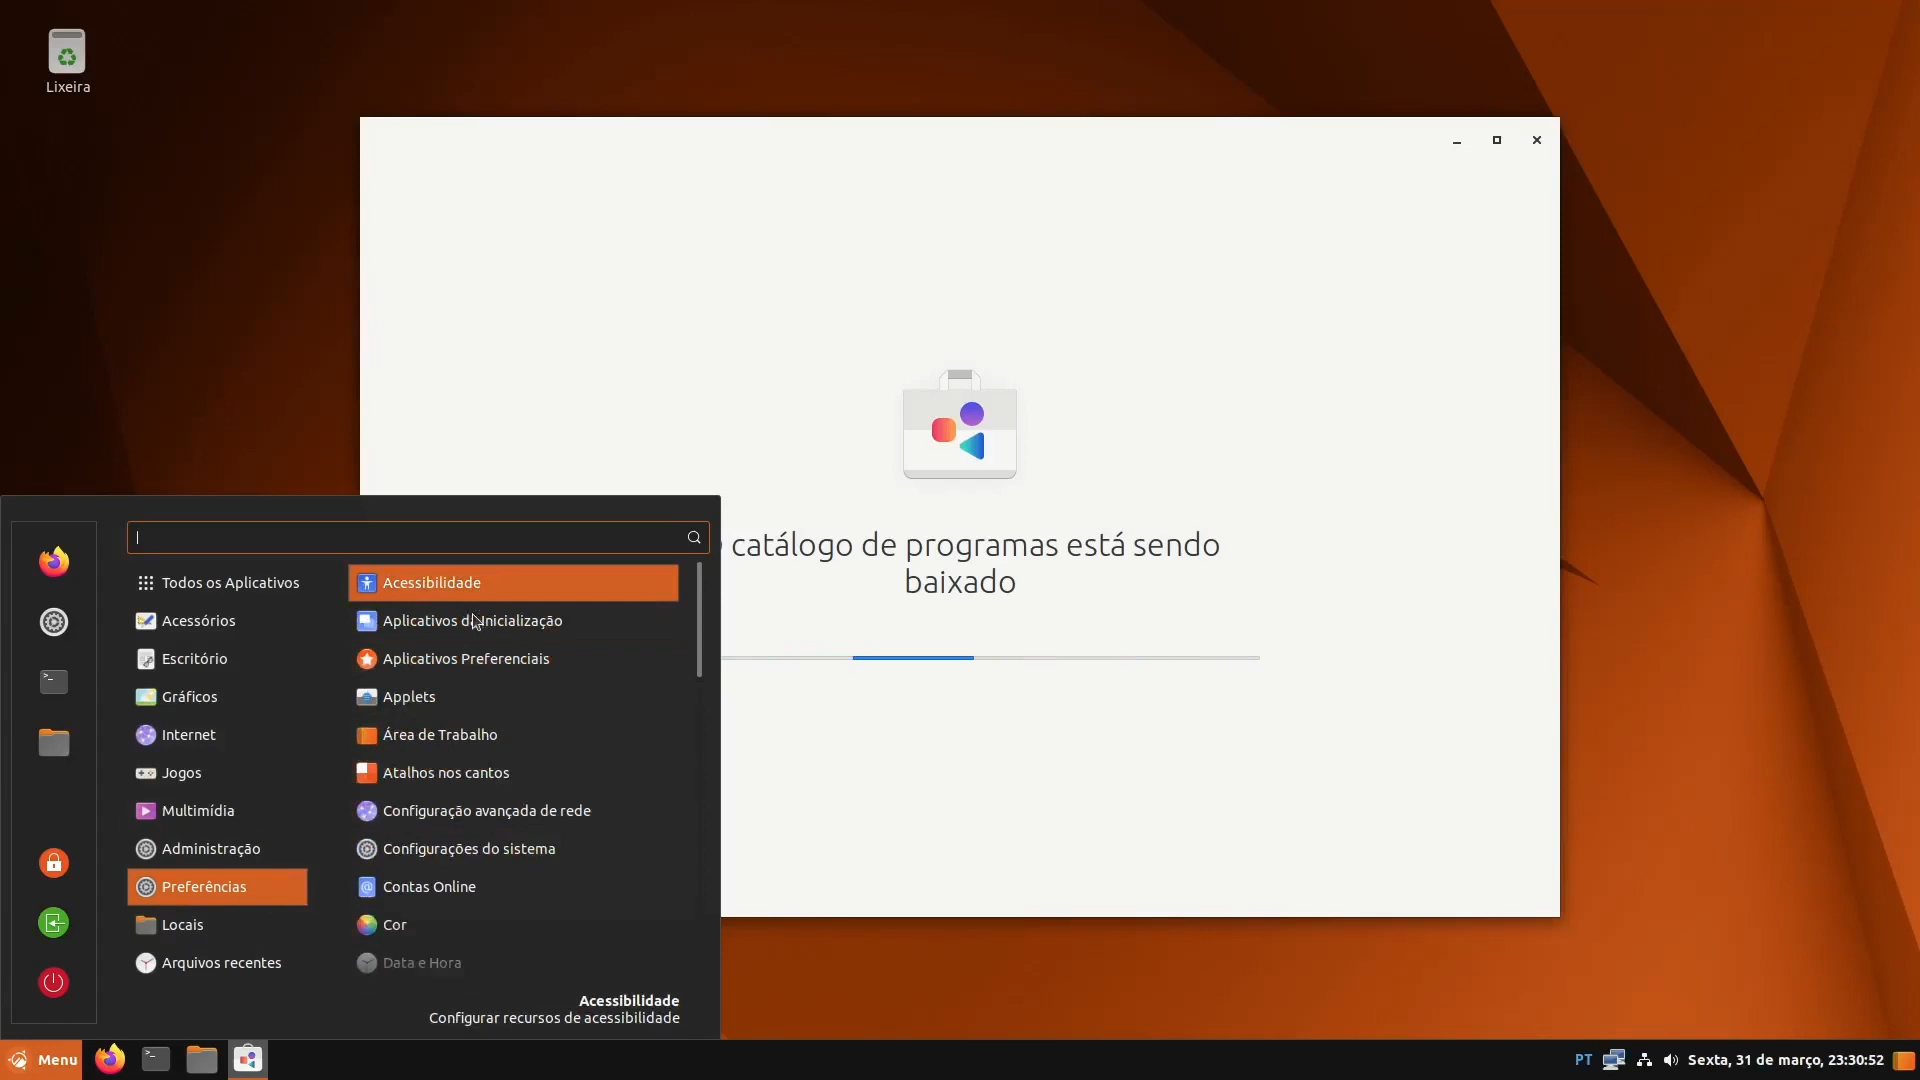 Lixeira
catálogo de programas está sendo
baixado
Todos os Aplicativos
Acessórios
Escritório
Gráficos
Internet
Jogos
Multimídia
Administração
Preferências
Locais
Arquivos recentes
Acessibilidade
Aplicativos de Inicialização
Aplicativos Preferenciais
Applets
Área de Trabalho
Atalhos nos cantos
Configuração avançada de rede
Configurações do sistema
Contas Online
Cor
Data e Hora
Acessibilidade
Configurar recursos de acessibilidade
Menu
PT
Sexta, 31 de março, 23:30:52